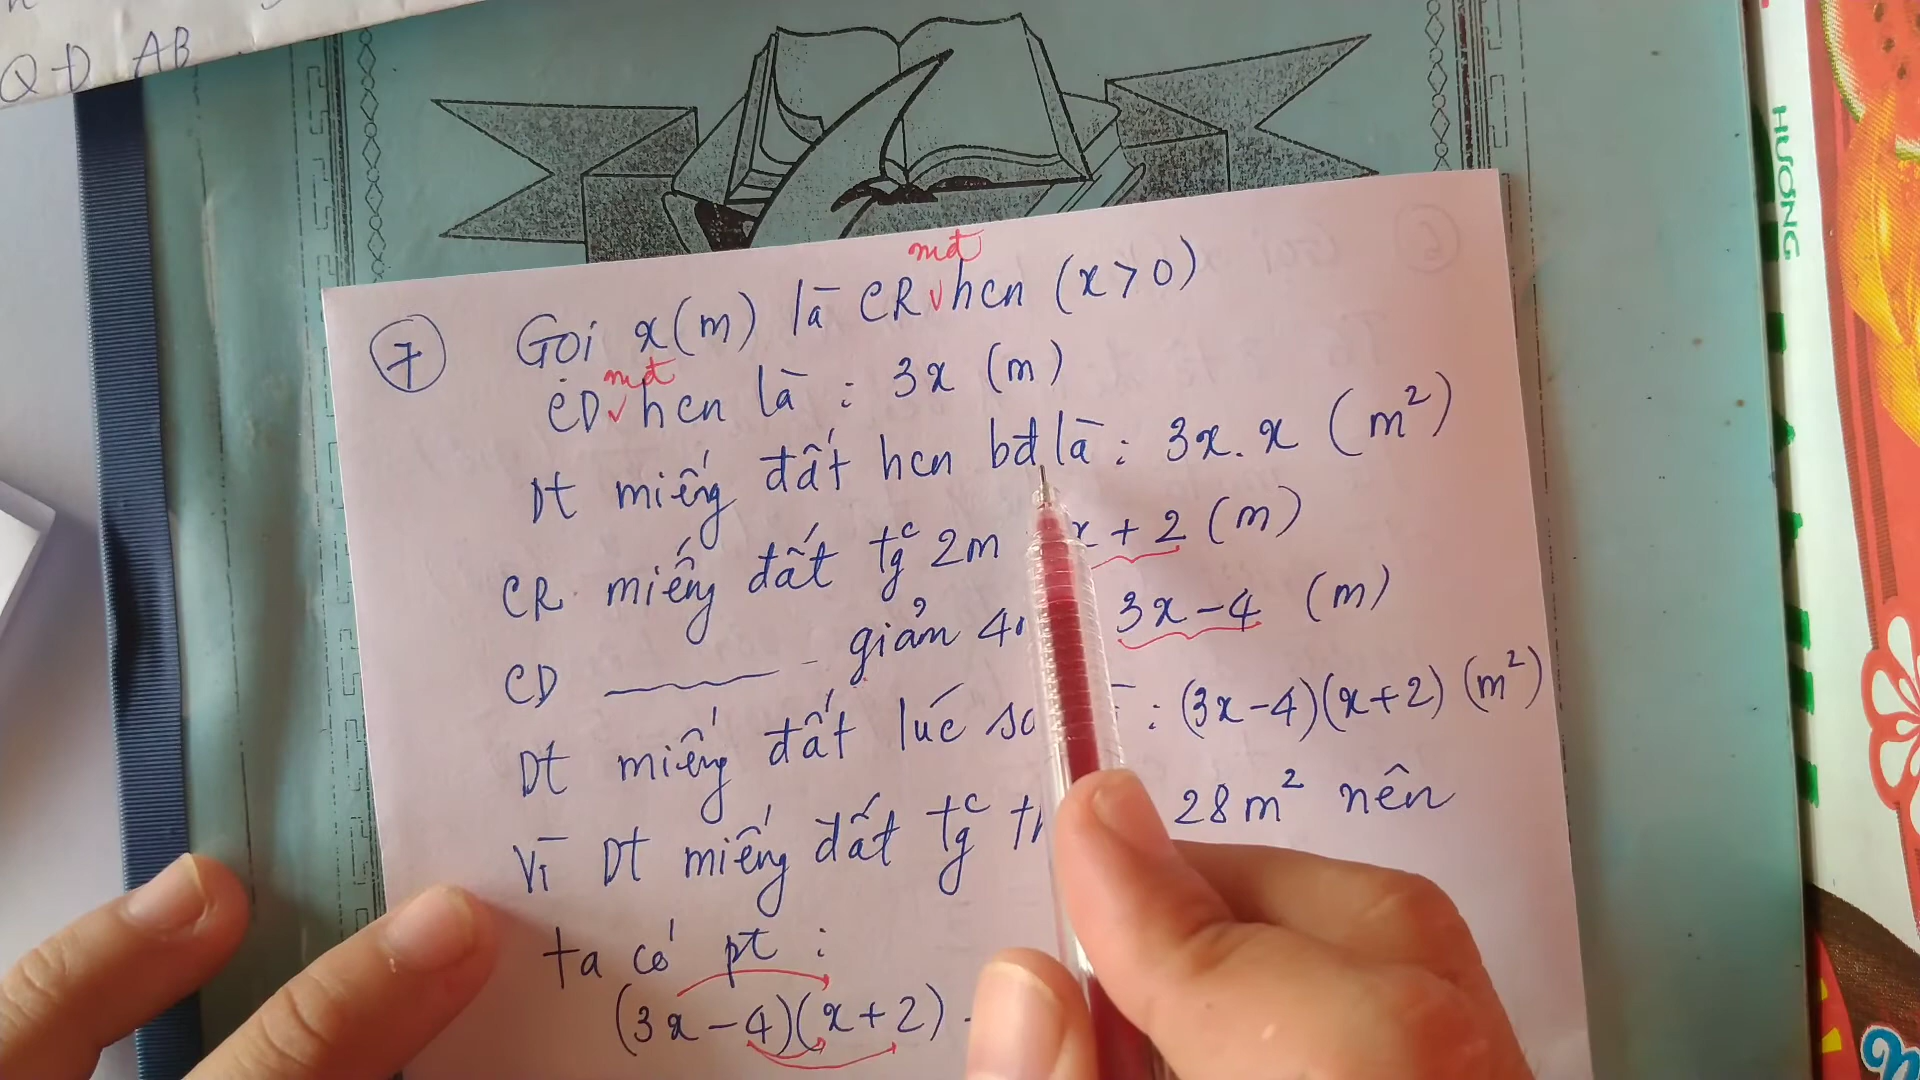 QĐ AB
HƯƠNG
mđ
7 Gọi x(m) là CR hcn (x > 0)
mđ
CD hcn là : 3x (m)
Dt miếng đất hcn bđ là : 3x . x (m²)
CR miếng đất tg^c 2m x + 2 (m)
CD giảm 3x - 4 (m)
Dt miếng đất lúc : (3x - 4)(x + 2) (m²)
Vì Dt miếng đất tg^c 28m² nên
ta có pt :
(3x - 4)(x + 2)